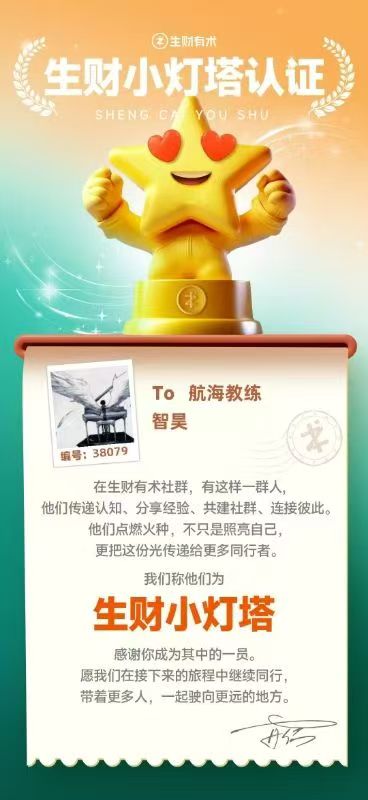 生财有术
生财小灯塔认证
SHENG CAI YOU SHU
To 航海教练
智昊
编号：38079
在生财有术社群，有这样一群人，
他们传递认知、分享经验、共建社群、连接彼此。
他们点燃火种，不只是照亮自己，
更把这份光传递给更多同行者。
我们称他们为
生财小灯塔
感谢你成为其中的一员。
愿我们在接下来的旅程中继续同行，
带着更多人，一起驶向更远的地方。